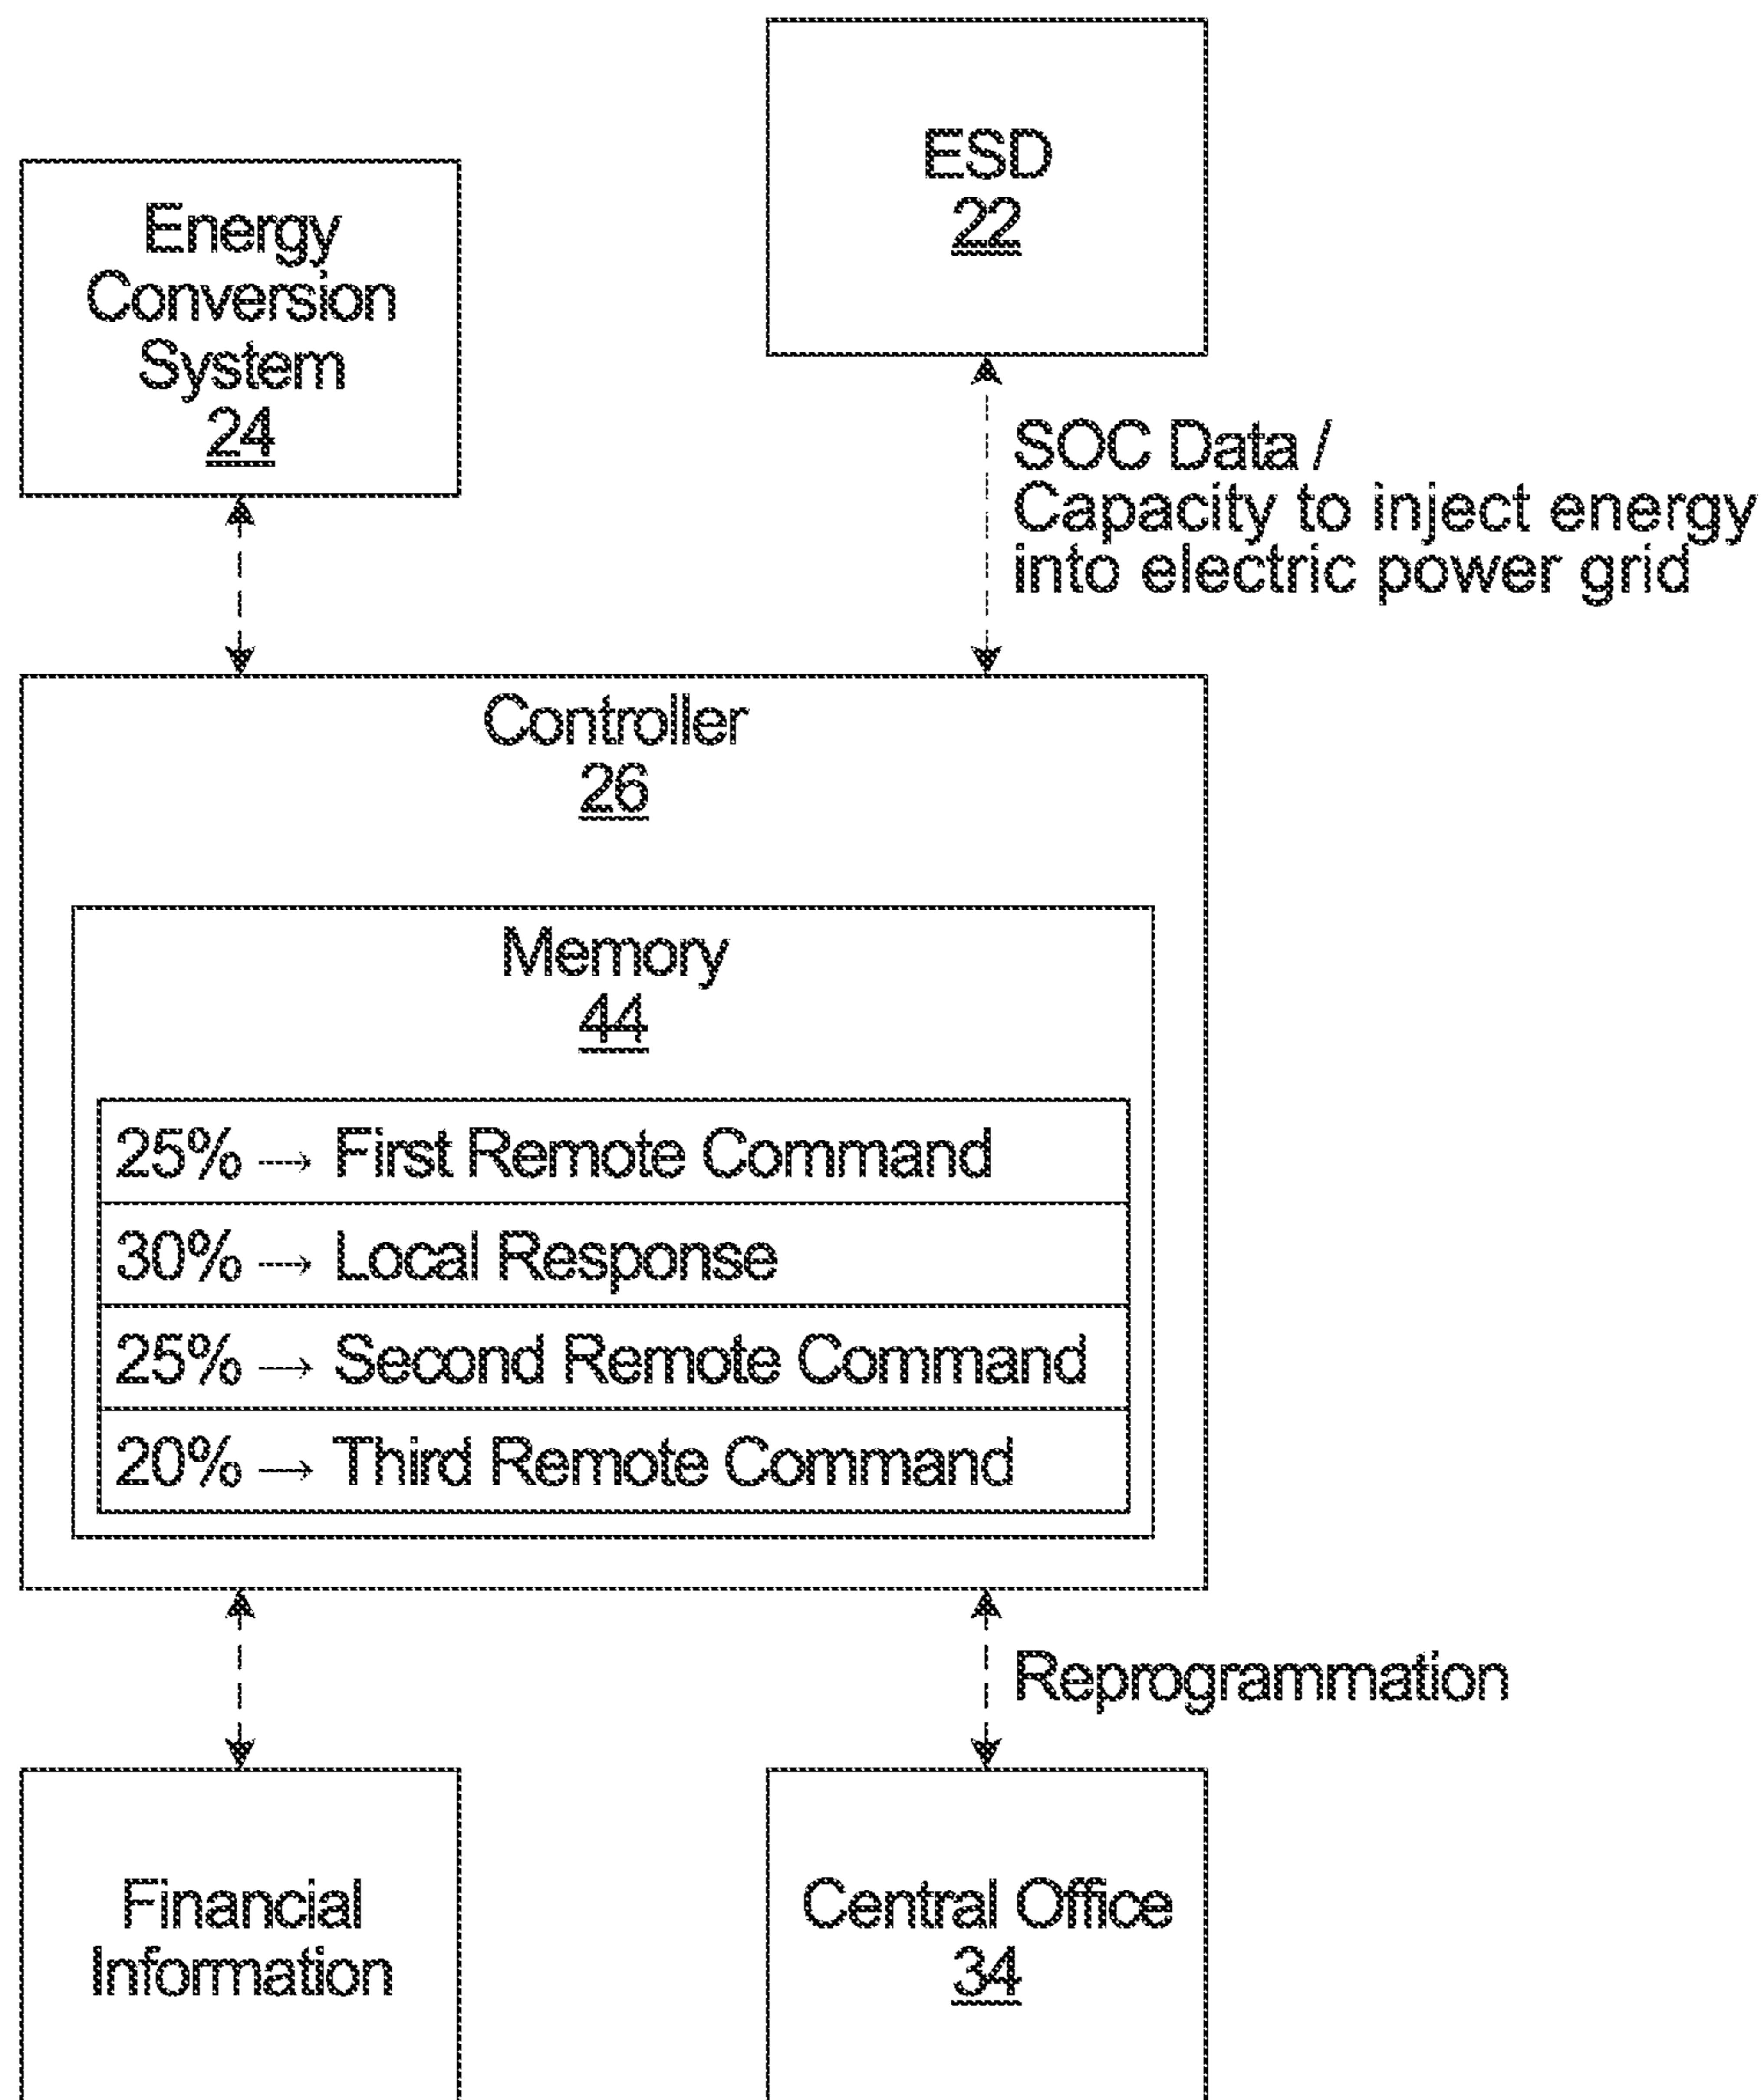 ESD
22
Energy
Conversion
System
24
SOC Data /
Capacity to inject energy
into electric power grid
Controller
26
Memory
44
25% → First Remote Command
30% → Local Response
25% → Second Remote Command
20% → Third Remote Command
Reprogrammation
Financial
Information
Central Office
34